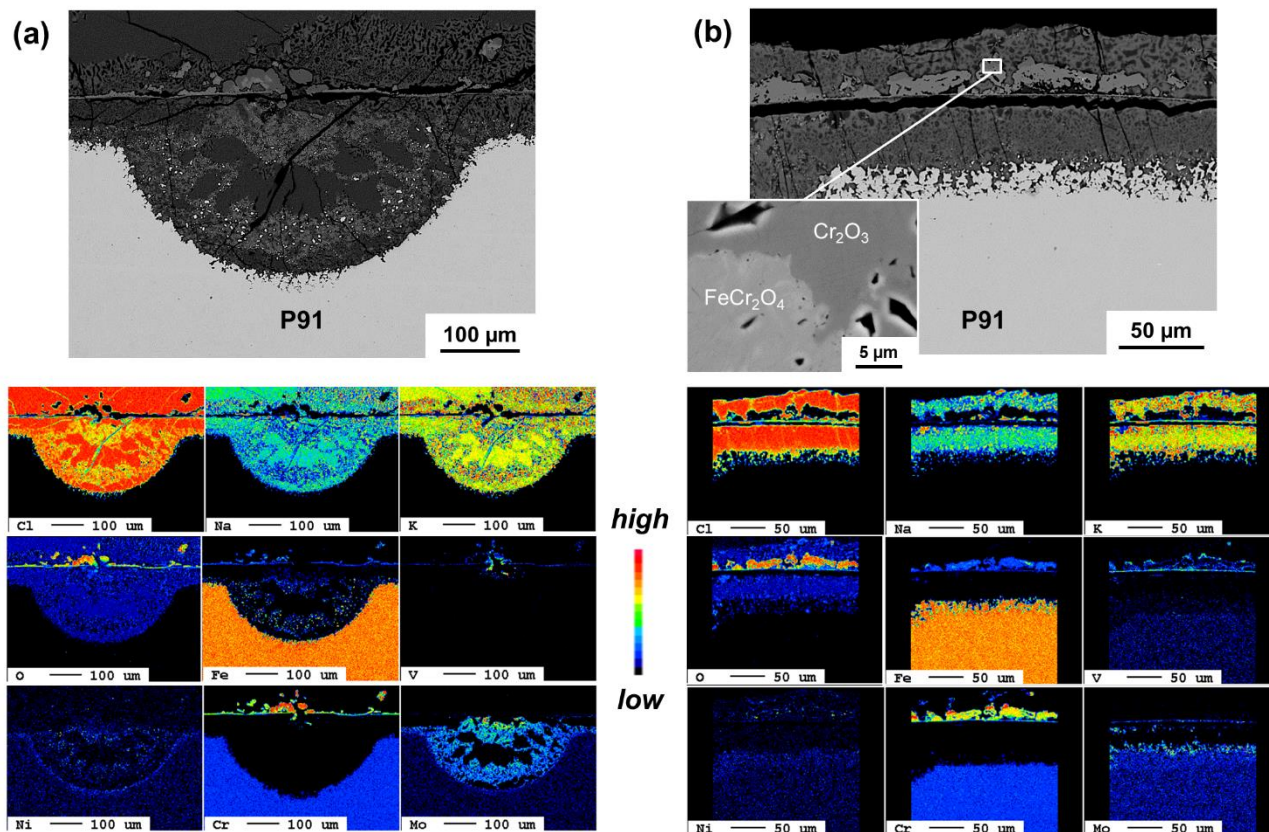 (a)
P91
100 µm
(b)
Cr₂O₃
FeCr₂O₄
5 µm
P91
50 µm
Cl 100 um
Na 100 um
K 100 um
O 100 um
Fe 100 um
V 100 um
Ni 100 um
Cr 100 um
Mo 100 um
high
low
Cl 50 um
Na 50 um
K 50 um
O 50 um
Fe 50 um
V 50 um
Ni 50 um
Cr 50 um
Mo 50 um